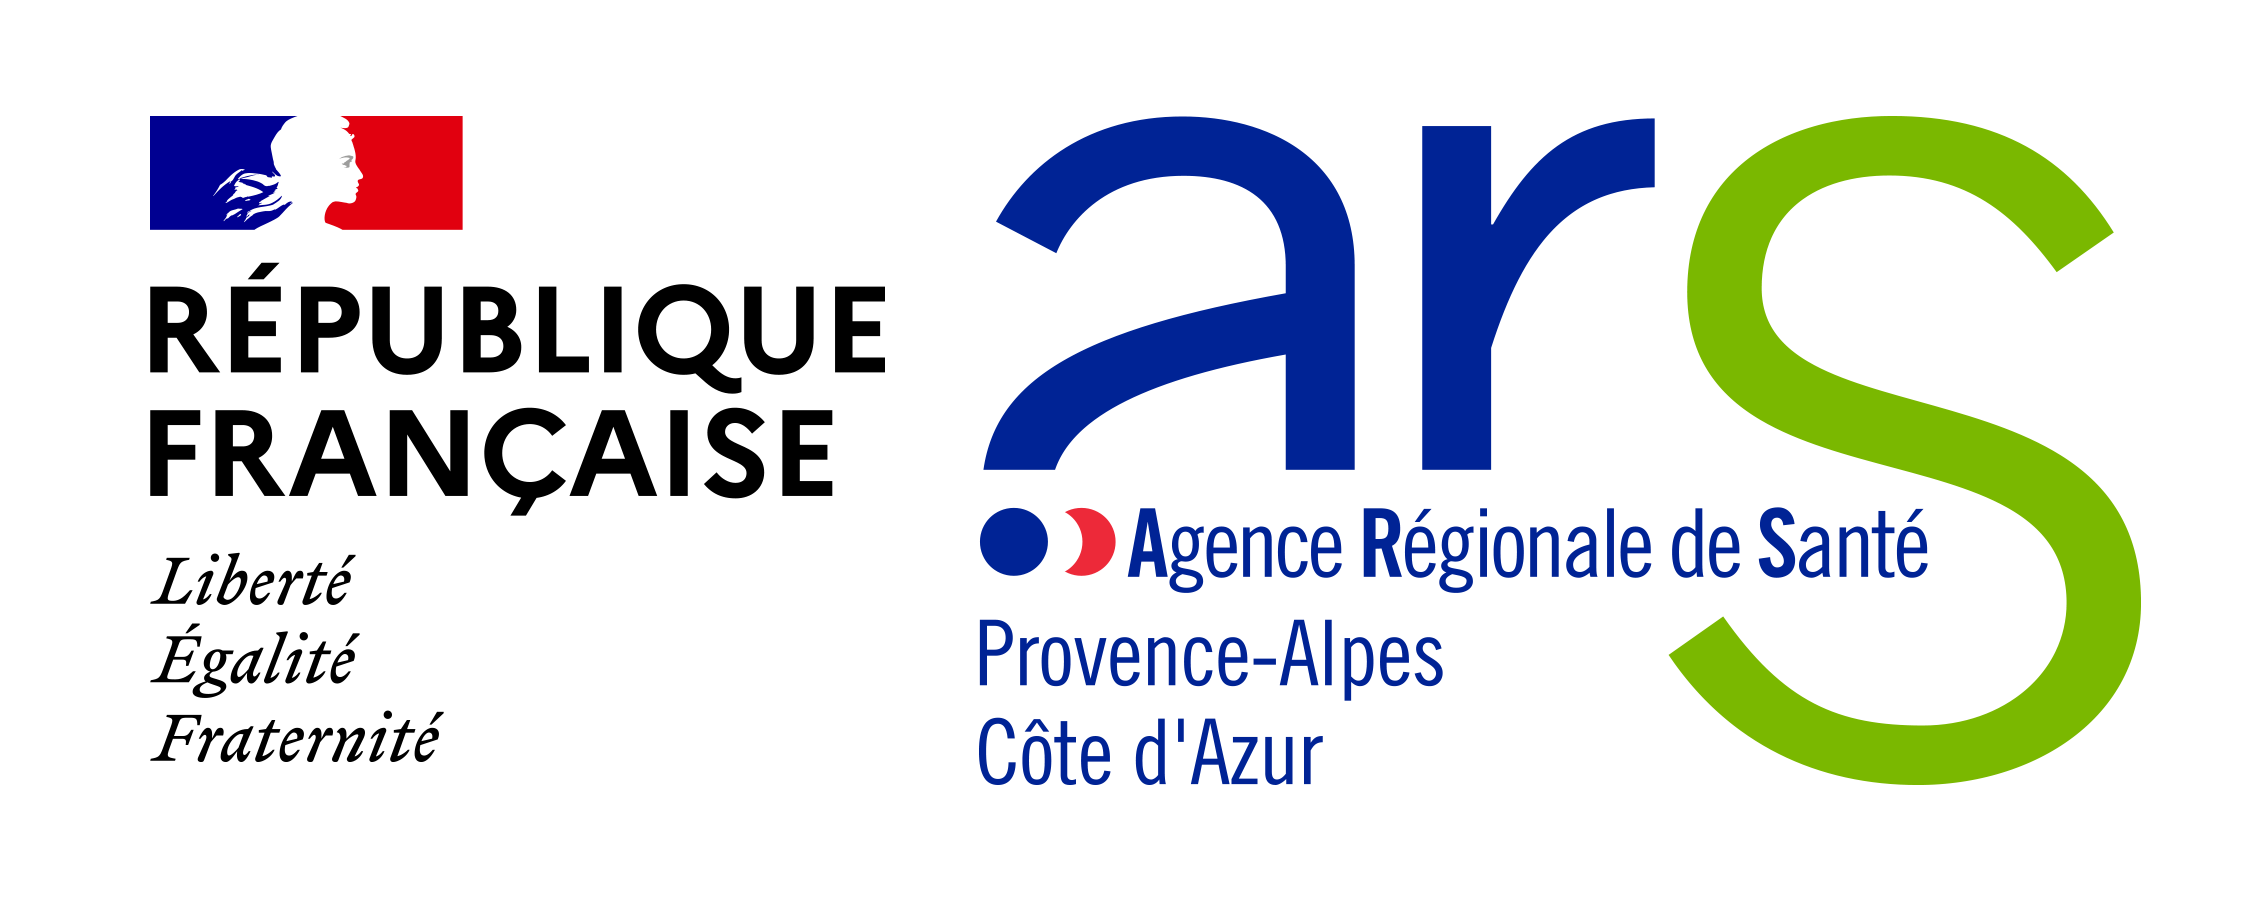 RÉPUBLIQUE
FRANÇAISE
Liberté
Égalité
Fraternité
ars
Agence Régionale de Santé
Provence-Alpes
Côte d'Azur